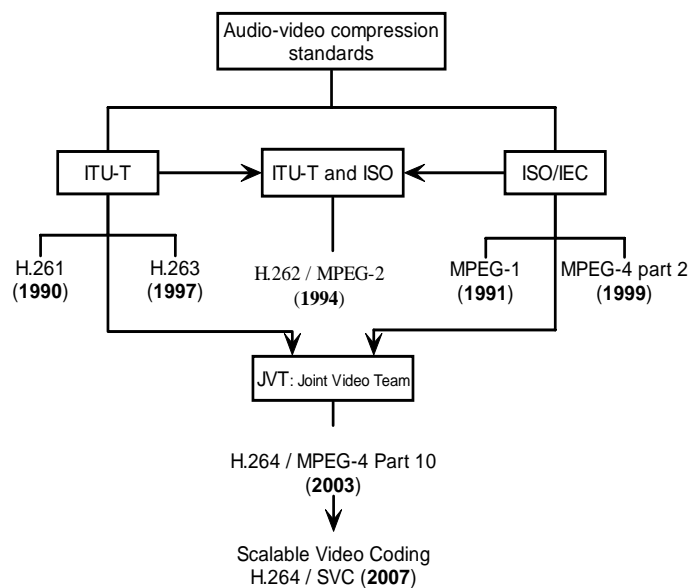 Audio-video compression
standards
ITU-T
ITU-T and ISO
ISO/IEC
H.261
(1990)
H.263
(1997)
H.262 / MPEG-2
(1994)
MPEG-1
(1991)
MPEG-4 part 2
(1999)
JVT: Joint Video Team
H.264 / MPEG-4 Part 10
(2003)
Scalable Video Coding
H.264 / SVC (2007)